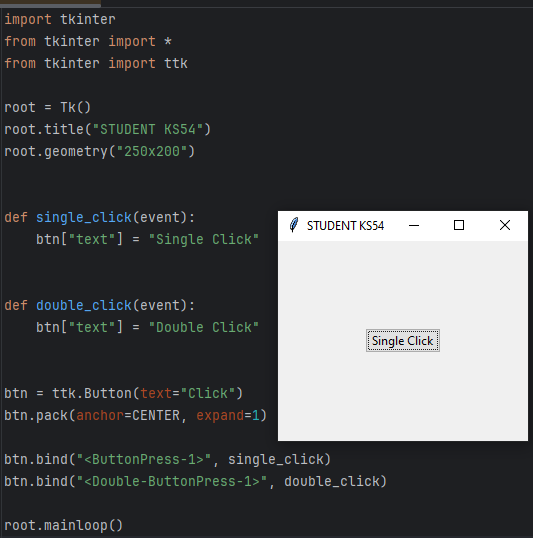 import tkinter
from tkinter import *
from tkinter import ttk
root = Tk()
root.title("STUDENT KS54")
root.geometry("250x200")
def single_click(event):
    btn["text"] = "Single Click"
def double_click(event):
    btn["text"] = "Double Click"
btn = ttk.Button(text="Click")
btn.pack(anchor=CENTER, expand=1)
btn.bind("<ButtonPress-1>", single_click)
btn.bind("<Double-ButtonPress-1>", double_click)
root.mainloop()
STUDENT KS54
Single Click